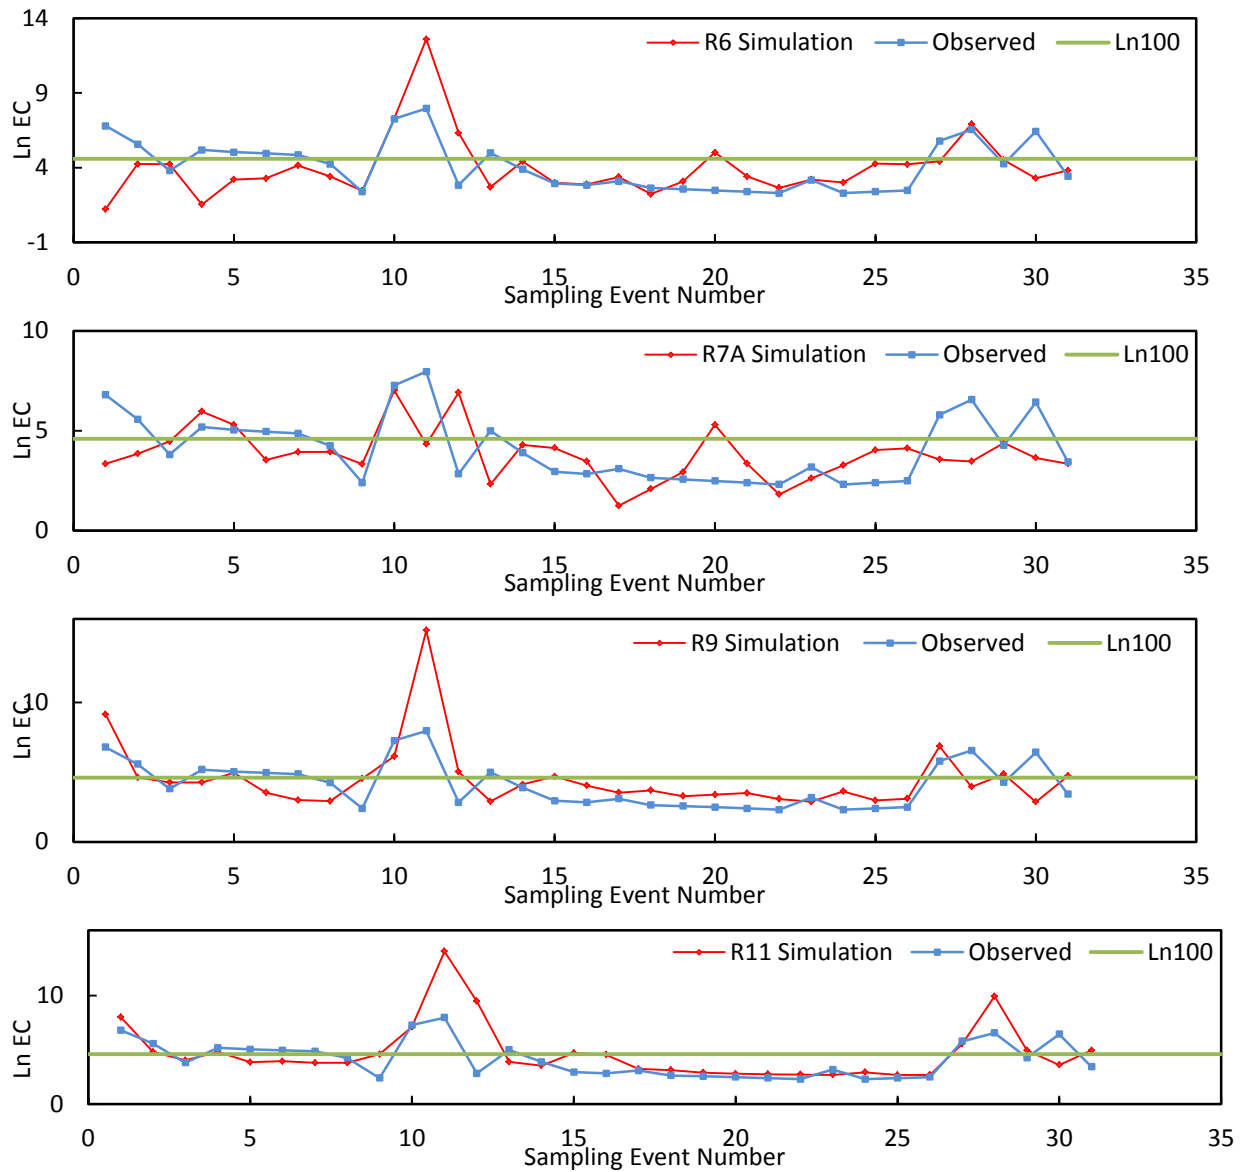 14
R6 Simulation Observed Ln100
9
Ln EC
4
-1
0 5 10 15 20 25 30 35
Sampling Event Number
10
R7A Simulation Observed Ln100
Ln EC
5
0
0 5 10 15 20 25 30 35
Sampling Event Number
R9 Simulation Observed Ln100
10
Ln EC
0
0 5 10 15 20 25 30 35
Sampling Event Number
R11 Simulation Observed Ln100
10
Ln EC
0
0 5 10 15 20 25 30 35
Sampling Event Number